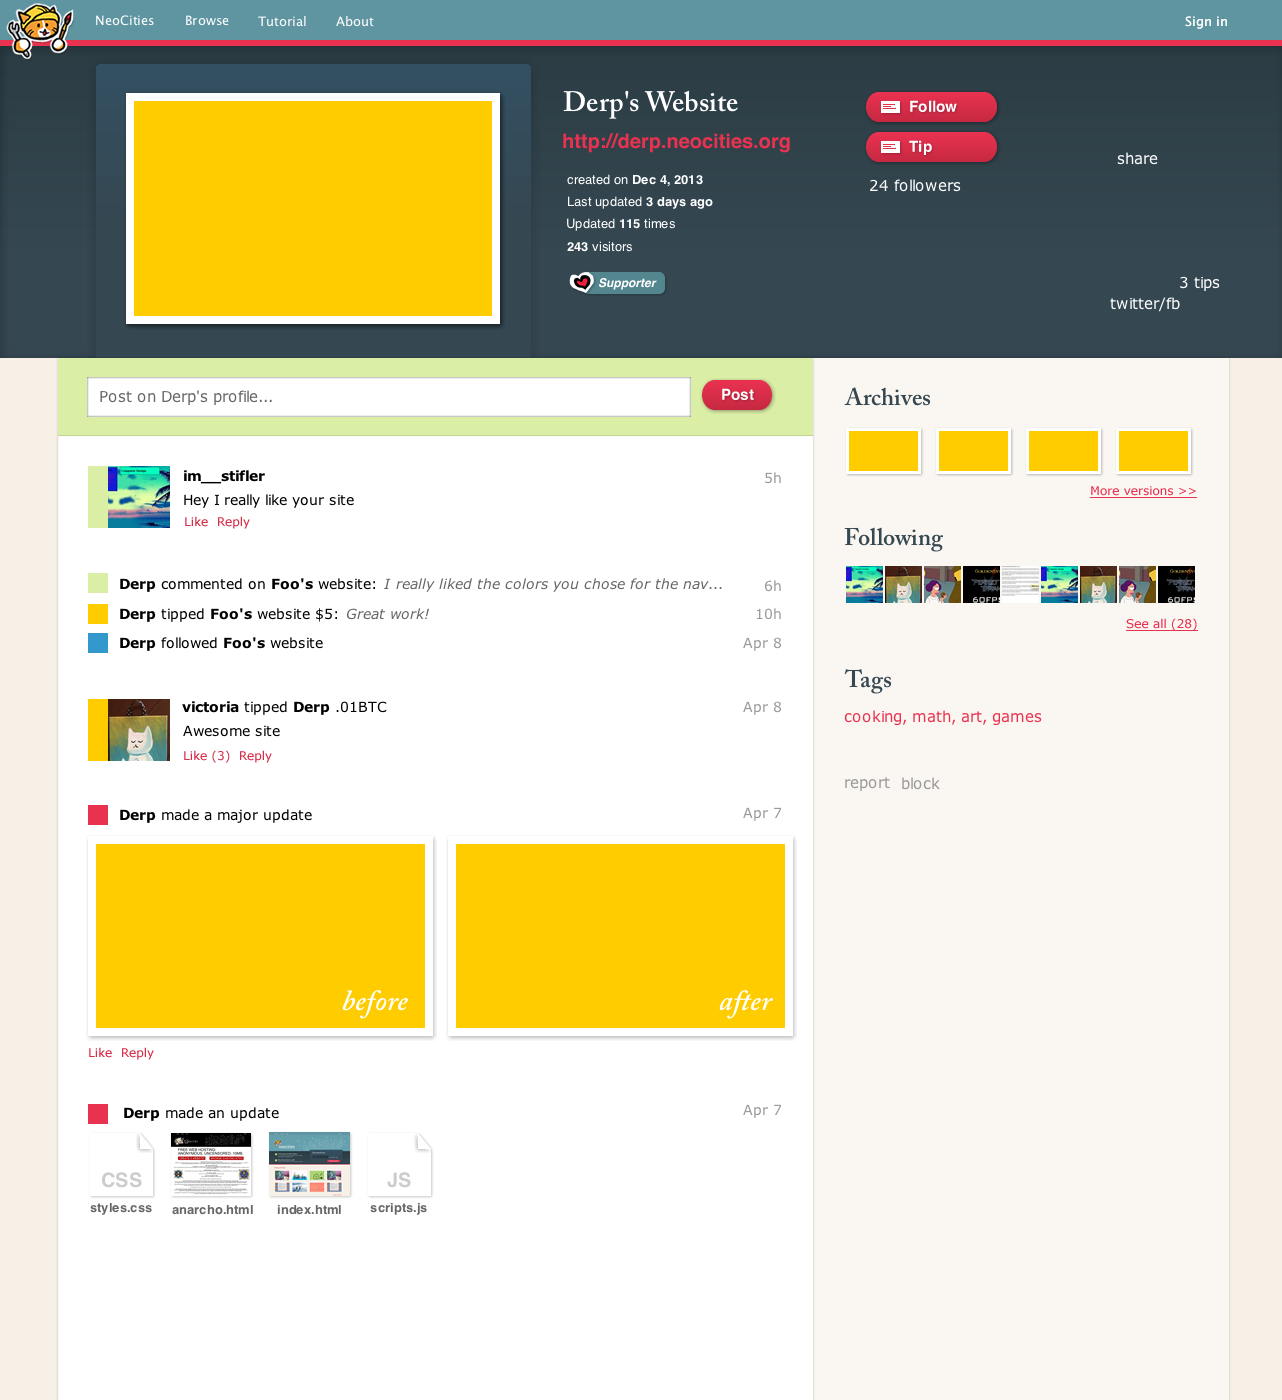 NeoCities Browse Tutorial About Sign in
Derp's Website
http://derp.neocities.org
created on Dec 4, 2013
Last updated 3 days ago
Updated 115 times
243 visitors
Supporter
Follow
Tip
24 followers
share
3 tips
twitter/fb
Post on Derp's profile...
Post
im__stifler 5h
Hey I really like your site
Like Reply
Derp commented on Foo's website: I really liked the colors you chose for the nav... 6h
Derp tipped Foo's website $5: Great work! 10h
Derp followed Foo's website Apr 8
victoria tipped Derp .01BTC Apr 8
Awesome site
Like (3) Reply
Derp made a major update Apr 7
before
after
Like Reply
Derp made an update Apr 7
CSS
JS
styles.css anarcho.html index.html scripts.js
Archives
More versions >>
Following
60FPS
60FPS
See all (28)
Tags
cooking, math, art, games
report block